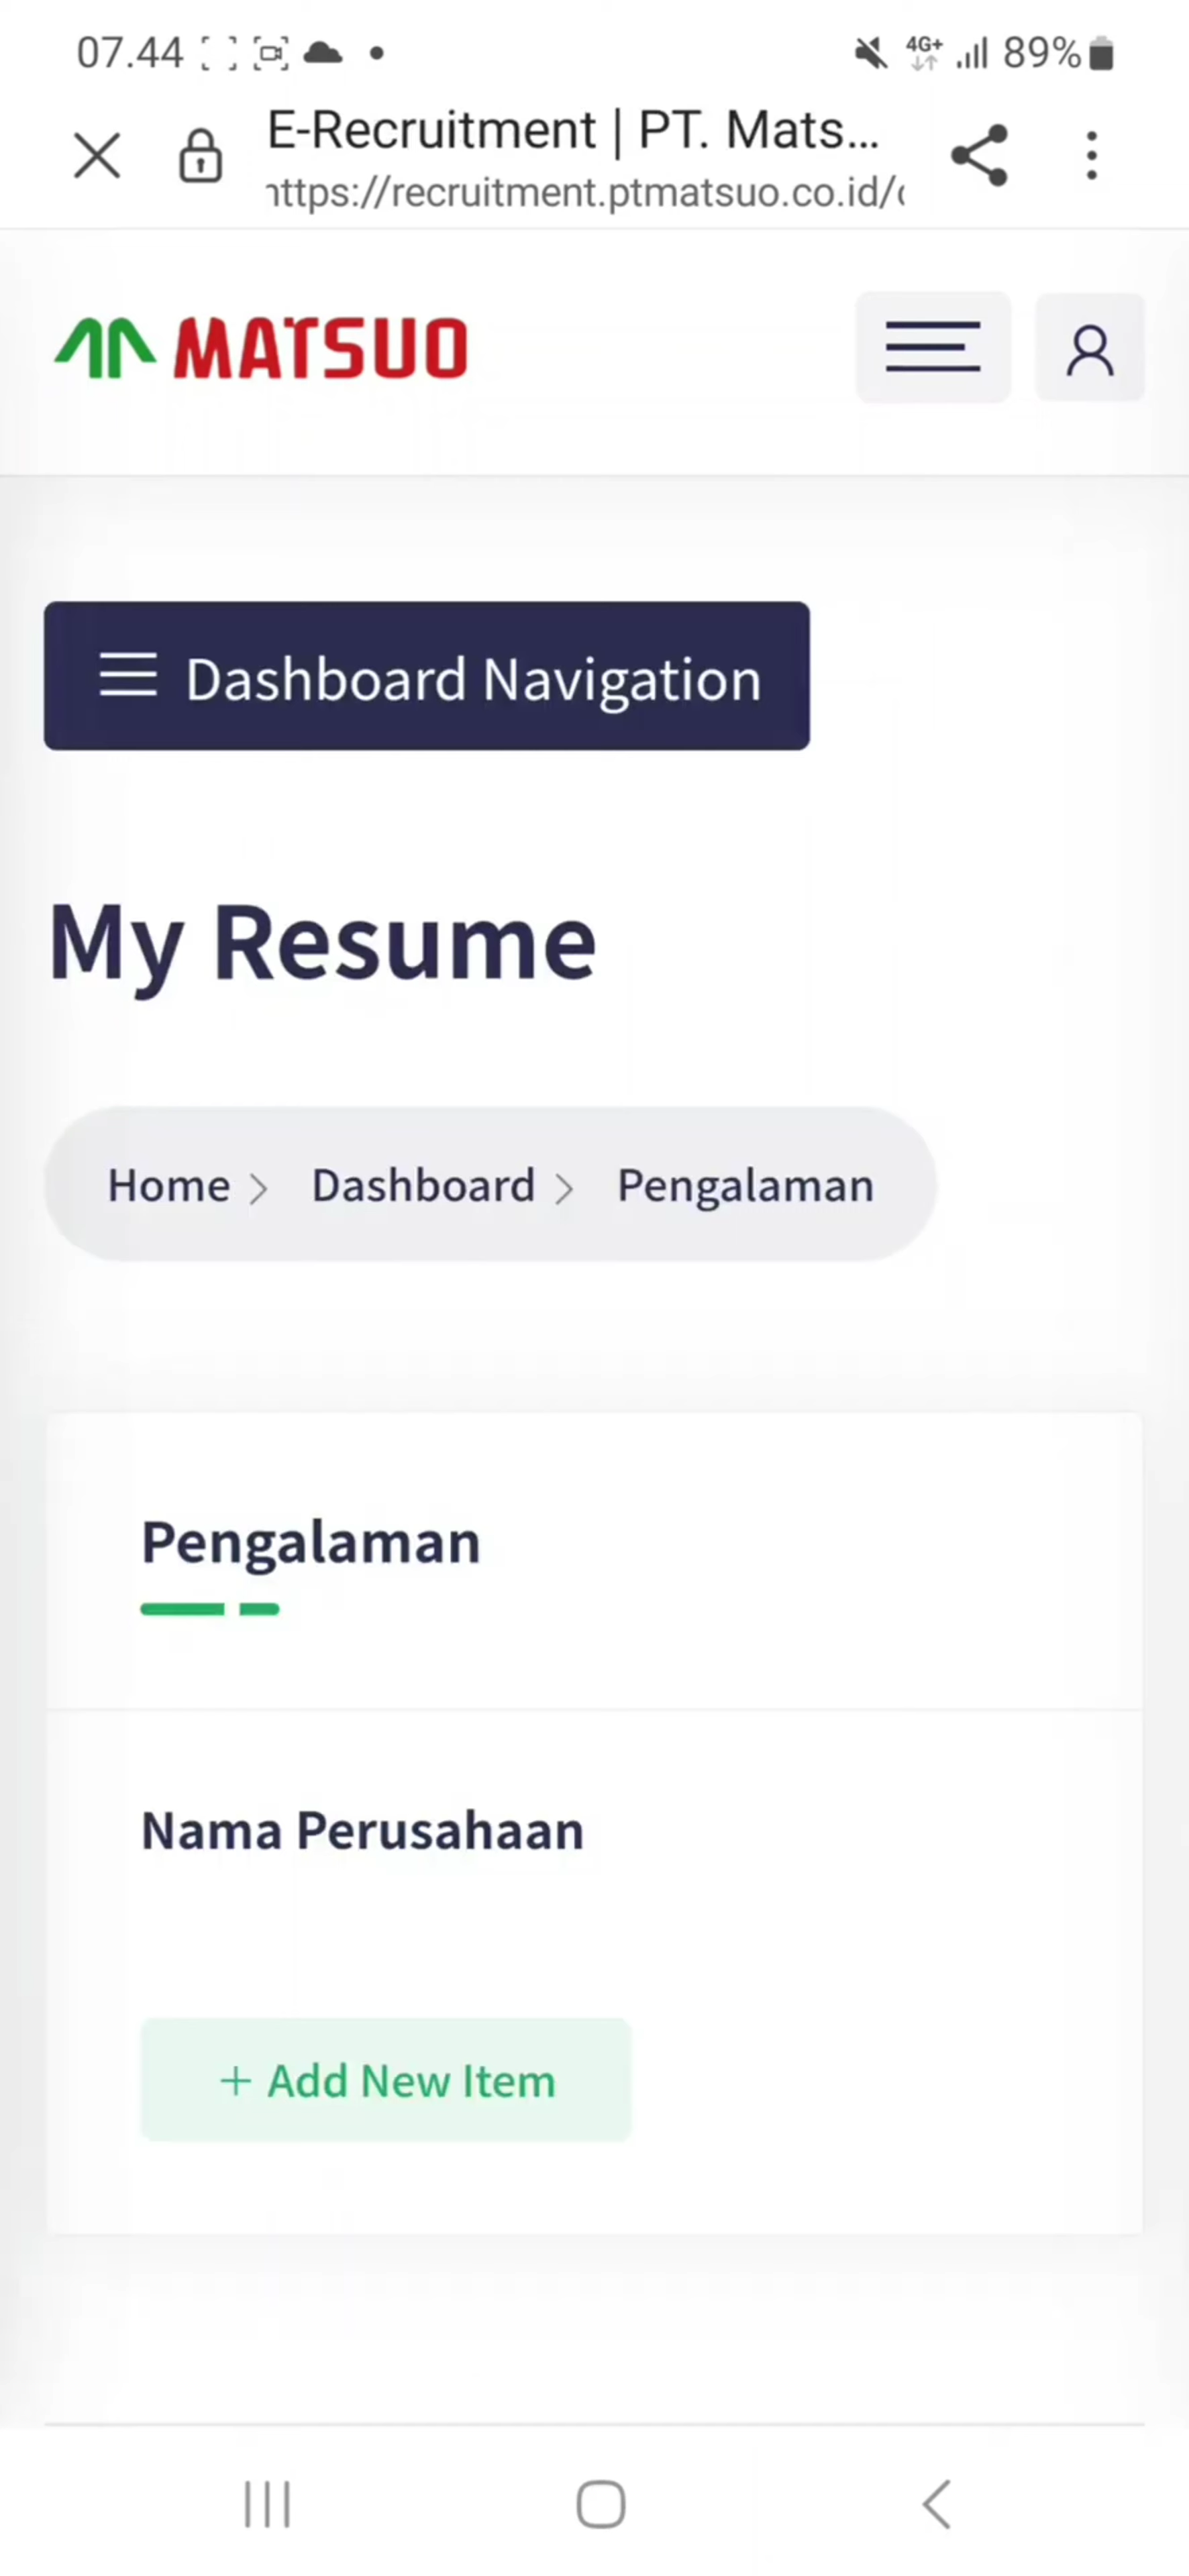 07.44
4G+ 89%
E-Recruitment | PT. Mats...
https://recruitment.ptmatsuo.co.id/
MATSUO
Dashboard Navigation
My Resume
Home > Dashboard > Pengalaman
Pengalaman
Nama Perusahaan
+ Add New Item